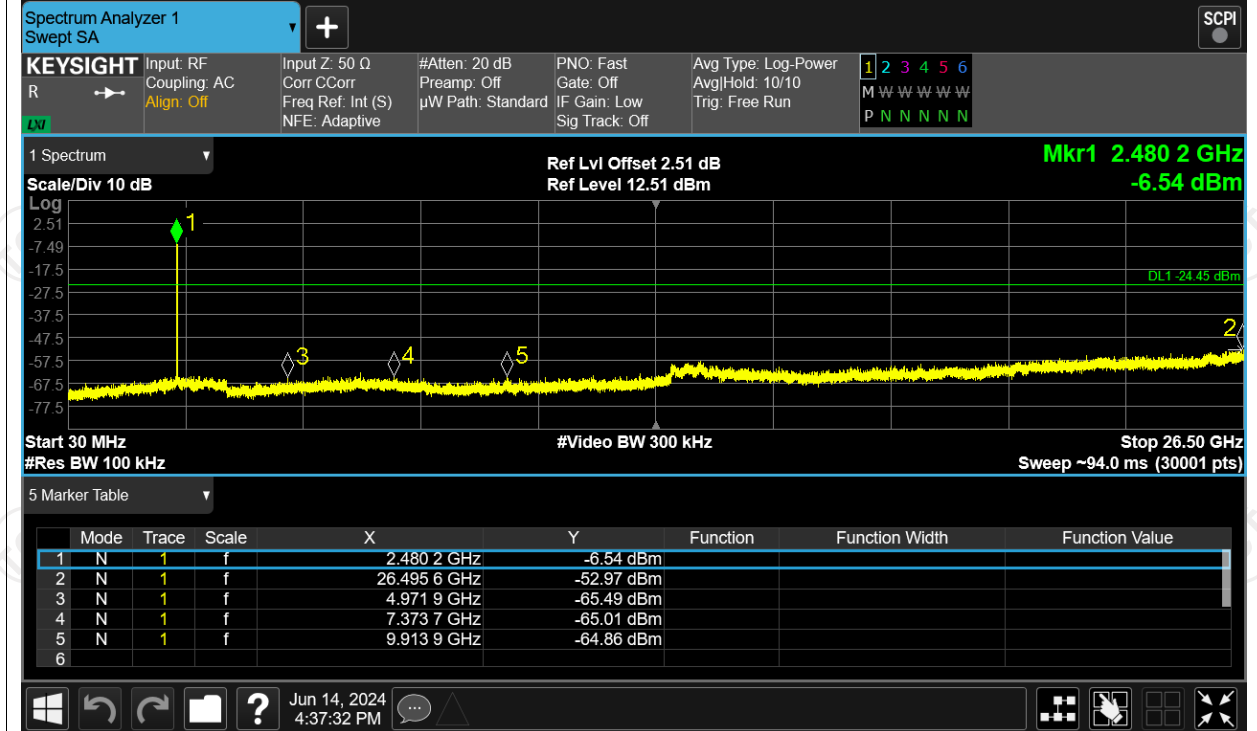 Spectrum Analyzer 1
Swept SA
+
SCPI
KEYSIGHT
R
LXI
Input: RF
Coupling: AC
Align: Off
Input Z: 50 Ω
Corr CCorr
Freq Ref: Int (S)
NFE: Adaptive
#Atten: 20 dB
Preamp: Off
µW Path: Standard
PNO: Fast
Gate: Off
IF Gain: Low
Sig Track: Off
Avg Type: Log-Power
Avg|Hold: 10/10
Trig: Free Run
1 2 3 4 5 6
M W W W W W
P N N N N N
1 Spectrum
Scale/Div 10 dB
Ref Lvl Offset 2.51 dB
Ref Level 12.51 dBm
Mkr1 2.480 2 GHz
-6.54 dBm
Log
2.51
-7.49
-17.5
-27.5
-37.5
-47.5
-57.5
-67.5
-77.5
1
DL1 -24.45 dBm
2
3
4
5
Start 30 MHz
#Video BW 300 kHz
Stop 26.50 GHz
#Res BW 100 kHz
Sweep ~94.0 ms (30001 pts)
5 Marker Table
Mode Trace Scale X Y Function Function Width Function Value
1 N 1 f 2.480 2 GHz -6.54 dBm
2 N 1 f 26.495 6 GHz -52.97 dBm
3 N 1 f 4.971 9 GHz -65.49 dBm
4 N 1 f 7.373 7 GHz -65.01 dBm
5 N 1 f 9.913 9 GHz -64.86 dBm
6
?
Jun 14, 2024
4:37:32 PM